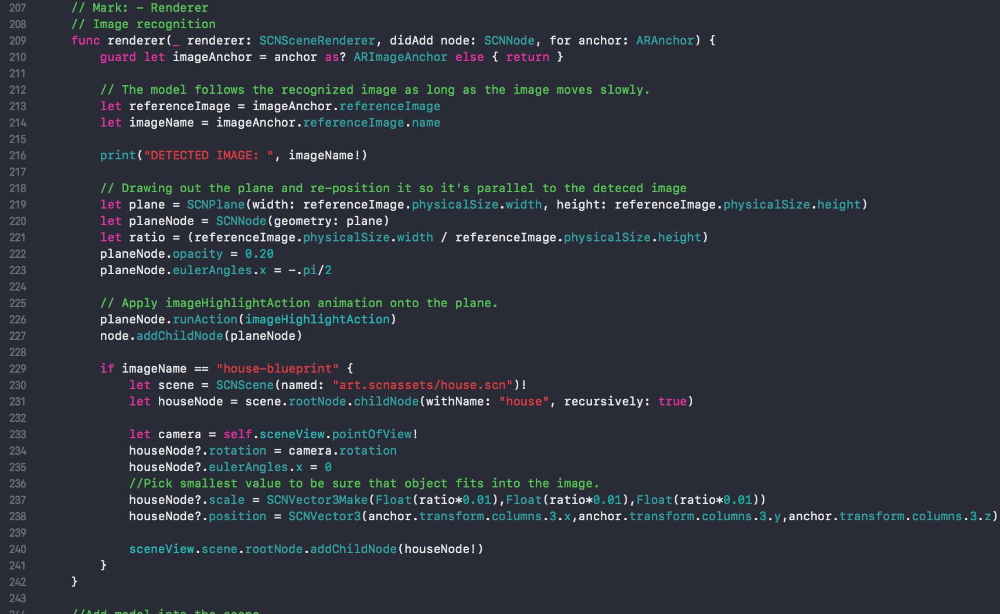 207 // Mark: - Renderer
208 // Image recognition
209 func renderer(_ renderer: SCNSceneRenderer, didAdd node: SCNNode, for anchor: ARAnchor) {
210 guard let imageAnchor = anchor as? ARImageAnchor else { return }
211
212 // The model follows the recognized image as long as the image moves slowly.
213 let referenceImage = imageAnchor.referenceImage
214 let imageName = imageAnchor.referenceImage.name
215
216 print("DETECTED IMAGE: ", imageName!)
217
218 // Drawing out the plane and re-position it so it's parallel to the deteced image
219 let plane = SCNPlane(width: referenceImage.physicalSize.width, height: referenceImage.physicalSize.height)
220 let planeNode = SCNNode(geometry: plane)
221 let ratio = (referenceImage.physicalSize.width / referenceImage.physicalSize.height)
222 planeNode.opacity = 0.20
223 planeNode.eulerAngles.x = -.pi/2
224
225 // Apply imageHighlightAction animation onto the plane.
226 planeNode.runAction(imageHighlightAction)
227 node.addChildNode(planeNode)
228
229 if imageName == "house-blueprint" {
230 let scene = SCNScene(named: "art.scnassets/house.scn")!
231 let houseNode = scene.rootNode.childNode(withName: "house", recursively: true)
232
233 let camera = self.sceneView.pointOfView!
234 houseNode?.rotation = camera.rotation
235 houseNode?.eulerAngles.x = 0
236 //Pick smallest value to be sure that object fits into the image.
237 houseNode?.scale = SCNVector3Make(Float(ratio*0.01),Float(ratio*0.01),Float(ratio*0.01))
238 houseNode?.position = SCNVector3(anchor.transform.columns.3.x,anchor.transform.columns.3.y,anchor.transform.columns.3.z)
239
240 sceneView.scene.rootNode.addChildNode(houseNode!)
241 }
242 }
243
244 //Add model into the scene